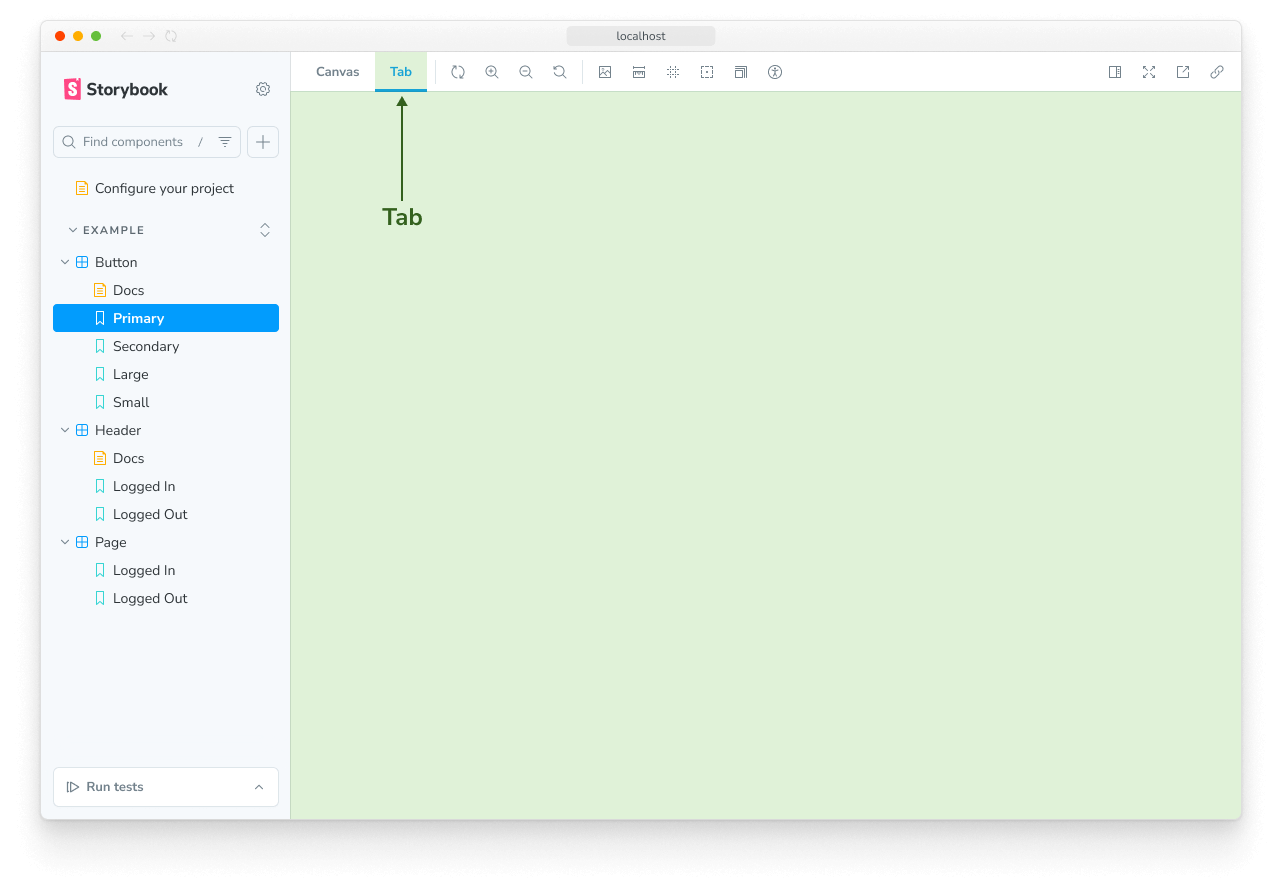 localhost
Storybook
Canvas
Tab
Find components /
Tab
Configure your project
EXAMPLE
Button
Docs
Primary
Secondary
Large
Small
Header
Docs
Logged In
Logged Out
Page
Logged In
Logged Out
Run tests